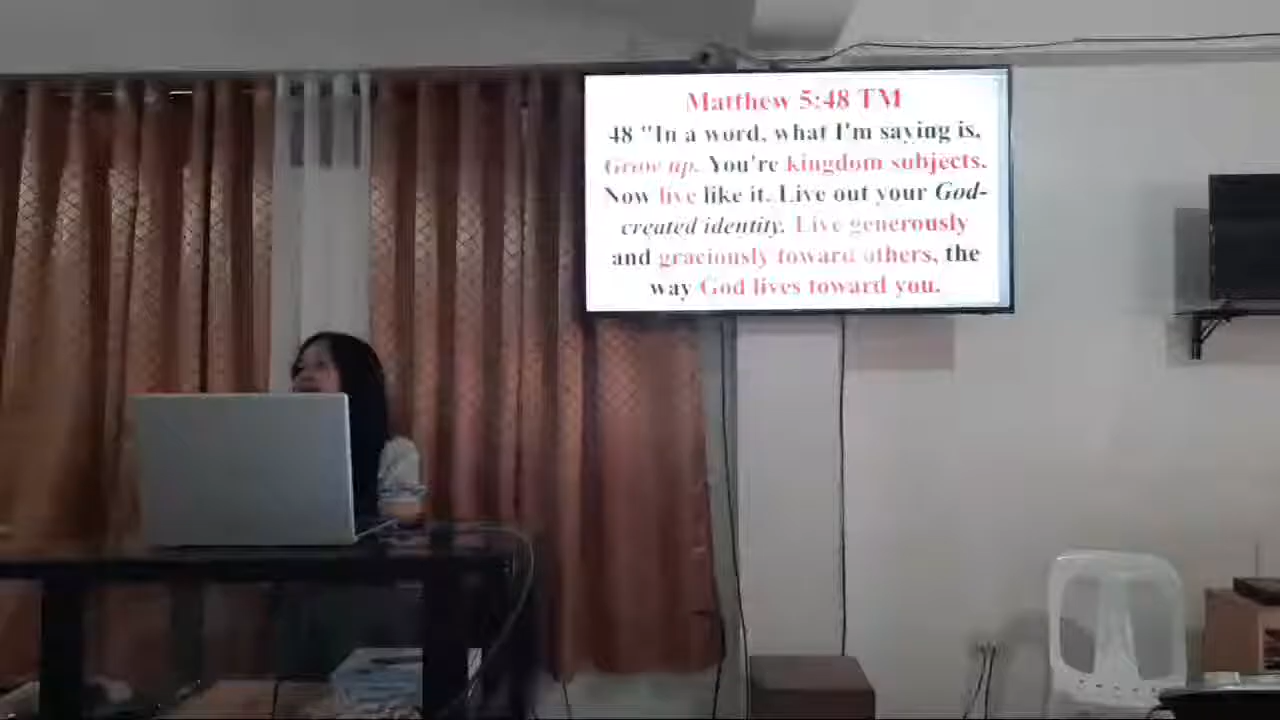 Matthew 5:48 TM
48 "In a word, what I'm saying is,
Grow up. You're kingdom subjects.
Now live like it. Live out your God-
created identity. Live generously
and graciously toward others, the
way God lives toward you.